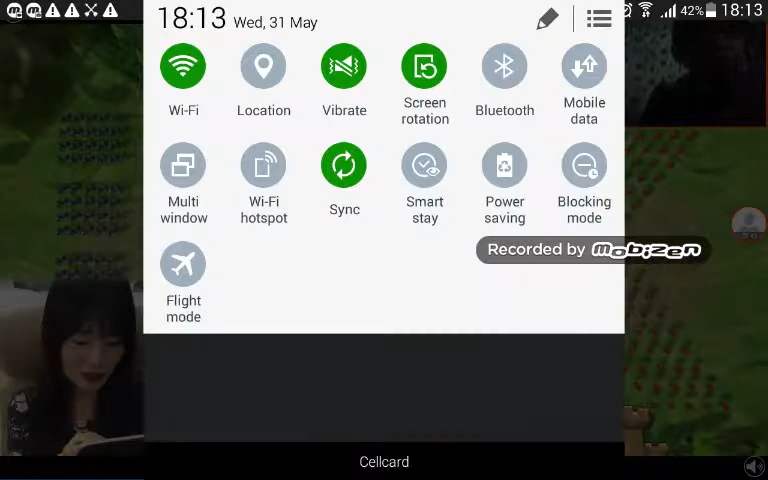 18:13 Wed, 31 May
42% 18:13
Wi-Fi
Location
Vibrate
Screen
rotation
Bluetooth
Mobile
data
Multi
window
Wi-Fi
hotspot
Sync
Smart
stay
Power
saving
Blocking
mode
Recorded by mobizen
Flight
mode
Cellcard